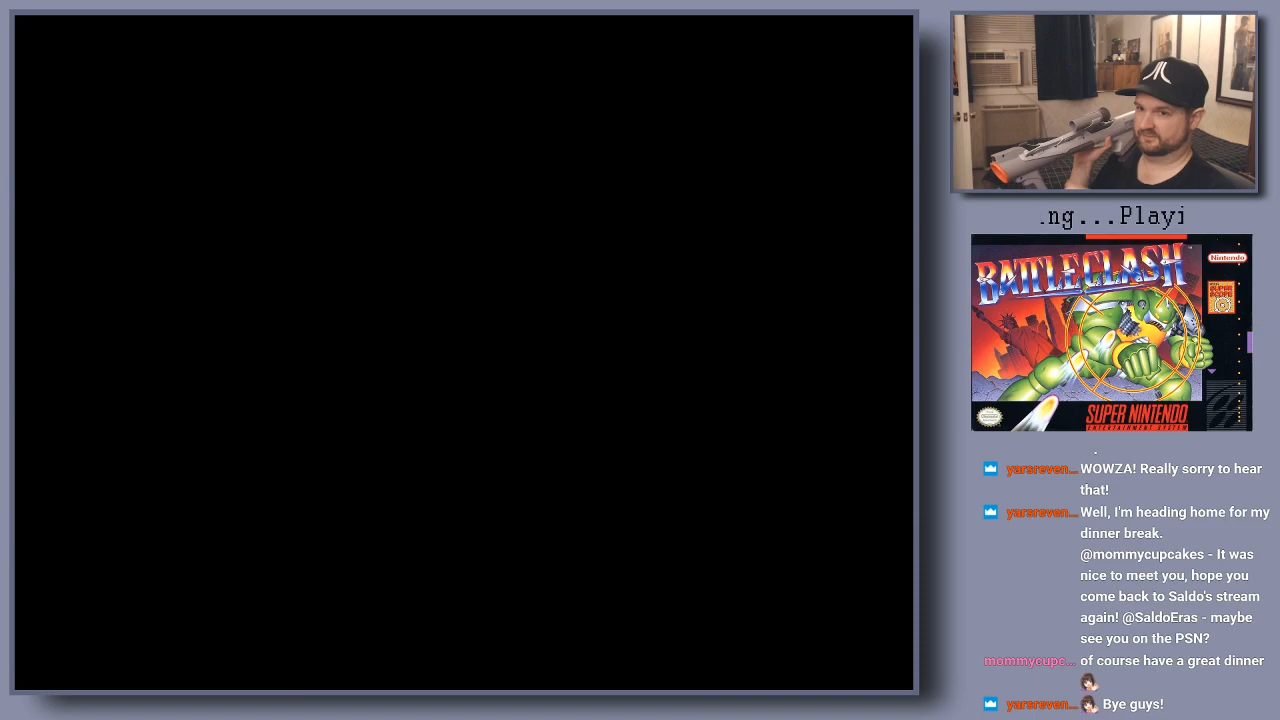 .ng...Playi
BATTLECLASH
Nintendo
SUPER NINTENDO
ENTERTAINMENT SYSTEM
yarsreven... WOWZA! Really sorry to hear
that!
yarsreven... Well, I'm heading home for my
dinner break.
@mommycupcakes - It was
nice to meet you, hope you
come back to Saldo's stream
again! @SaldoEras - maybe
see you on the PSN?
mommycupc... of course have a great dinner
yarsreven... Bye guys!